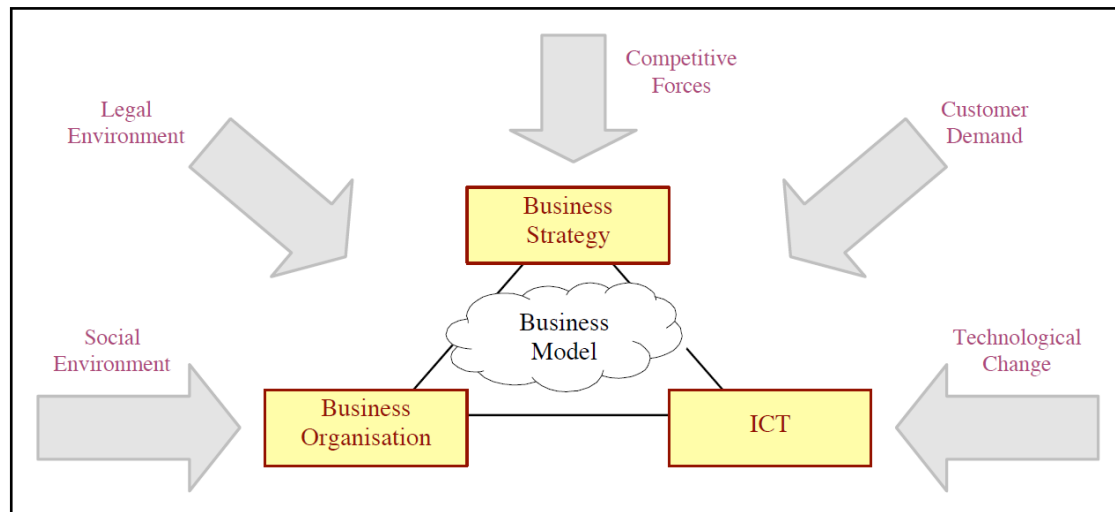 Competitive
Forces
Legal
Environment
Customer
Demand
Business
Strategy
Business
Model
Social
Environment
Technological
Change
Business
Organisation
ICT